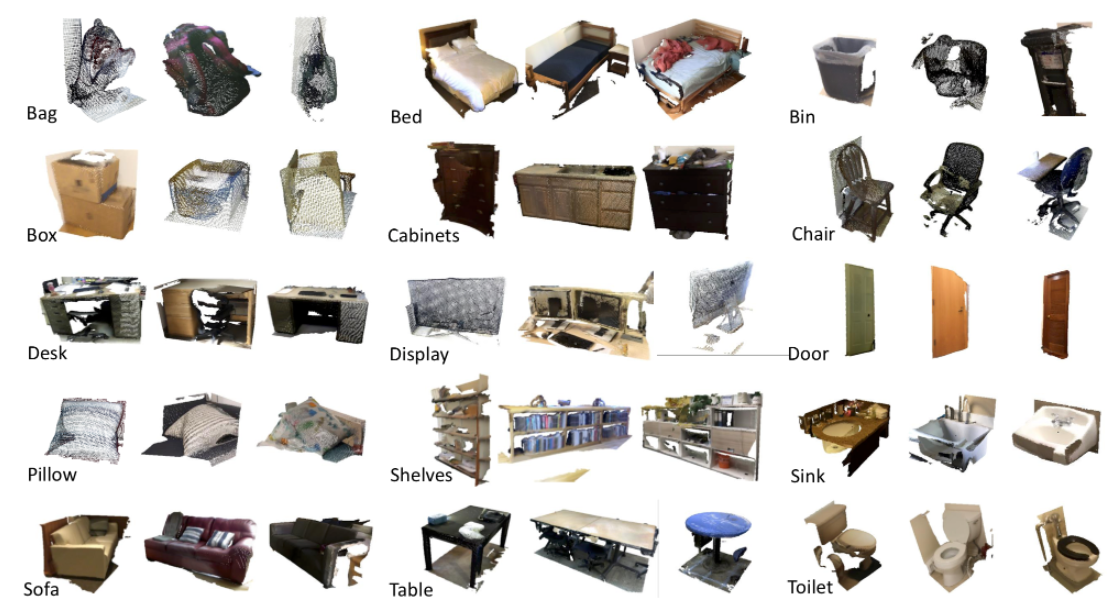 Bag
Bed
Bin
Box
Cabinets
Chair
Desk
Display
Door
Pillow
Shelves
Sink
Sofa
Table
Toilet